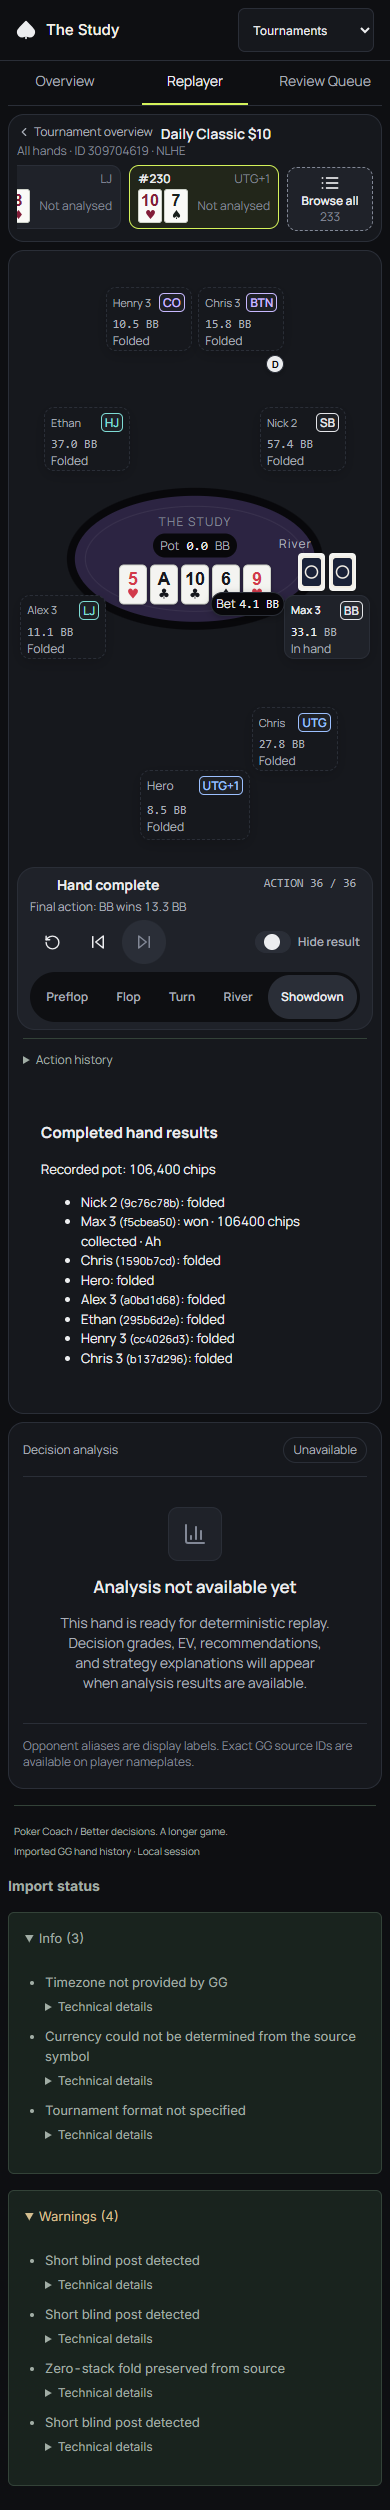 The Study
Tournaments
Overview
Replayer
Review Queue
Tournament overview
Daily Classic $10
All hands · ID 309704619 · NLHE
LJ
Not analysed
#230
UTG+1
10
7
Not analysed
Browse all
233
Henry 3
CO
10.5 BB
Folded
Chris 3
BTN
15.8 BB
Folded
D
Ethan
HJ
37.0 BB
Folded
Nick 2
SB
57.4 BB
Folded
THE STUDY
Pot 0.0 BB
River
5
A
10
6
9
Bet 4.1 BB
Alex 3
LJ
11.1 BB
Folded
Max 3
BB
33.1 BB
In hand
Chris
UTG
27.8 BB
Folded
Hero
UTG+1
8.5 BB
Folded
Hand complete
ACTION 36 / 36
Final action: BB wins 13.3 BB
Hide result
Preflop
Flop
Turn
River
Showdown
Action history
Completed hand results
Recorded pot: 106,400 chips
Nick 2 (9c76c78b): folded
Max 3 (f5cbea50): won · 106400 chips
collected · Ah
Chris (1590b7cd): folded
Hero: folded
Alex 3 (a0bd1d68): folded
Ethan (295b6d2e): folded
Henry 3 (cc4026d3): folded
Chris 3 (b137d296): folded
Decision analysis
Unavailable
Analysis not available yet
This hand is ready for deterministic replay.
Decision grades, EV, recommendations,
and strategy explanations will appear
when analysis results are available.
Opponent aliases are display labels. Exact GG source IDs are
available on player nameplates.
Poker Coach / Better decisions. A longer game.
Imported GG hand history · Local session
Import status
Info (3)
Timezone not provided by GG
Technical details
Currency could not be determined from the source
symbol
Technical details
Tournament format not specified
Technical details
Warnings (4)
Short blind post detected
Technical details
Short blind post detected
Technical details
Zero-stack fold preserved from source
Technical details
Short blind post detected
Technical details